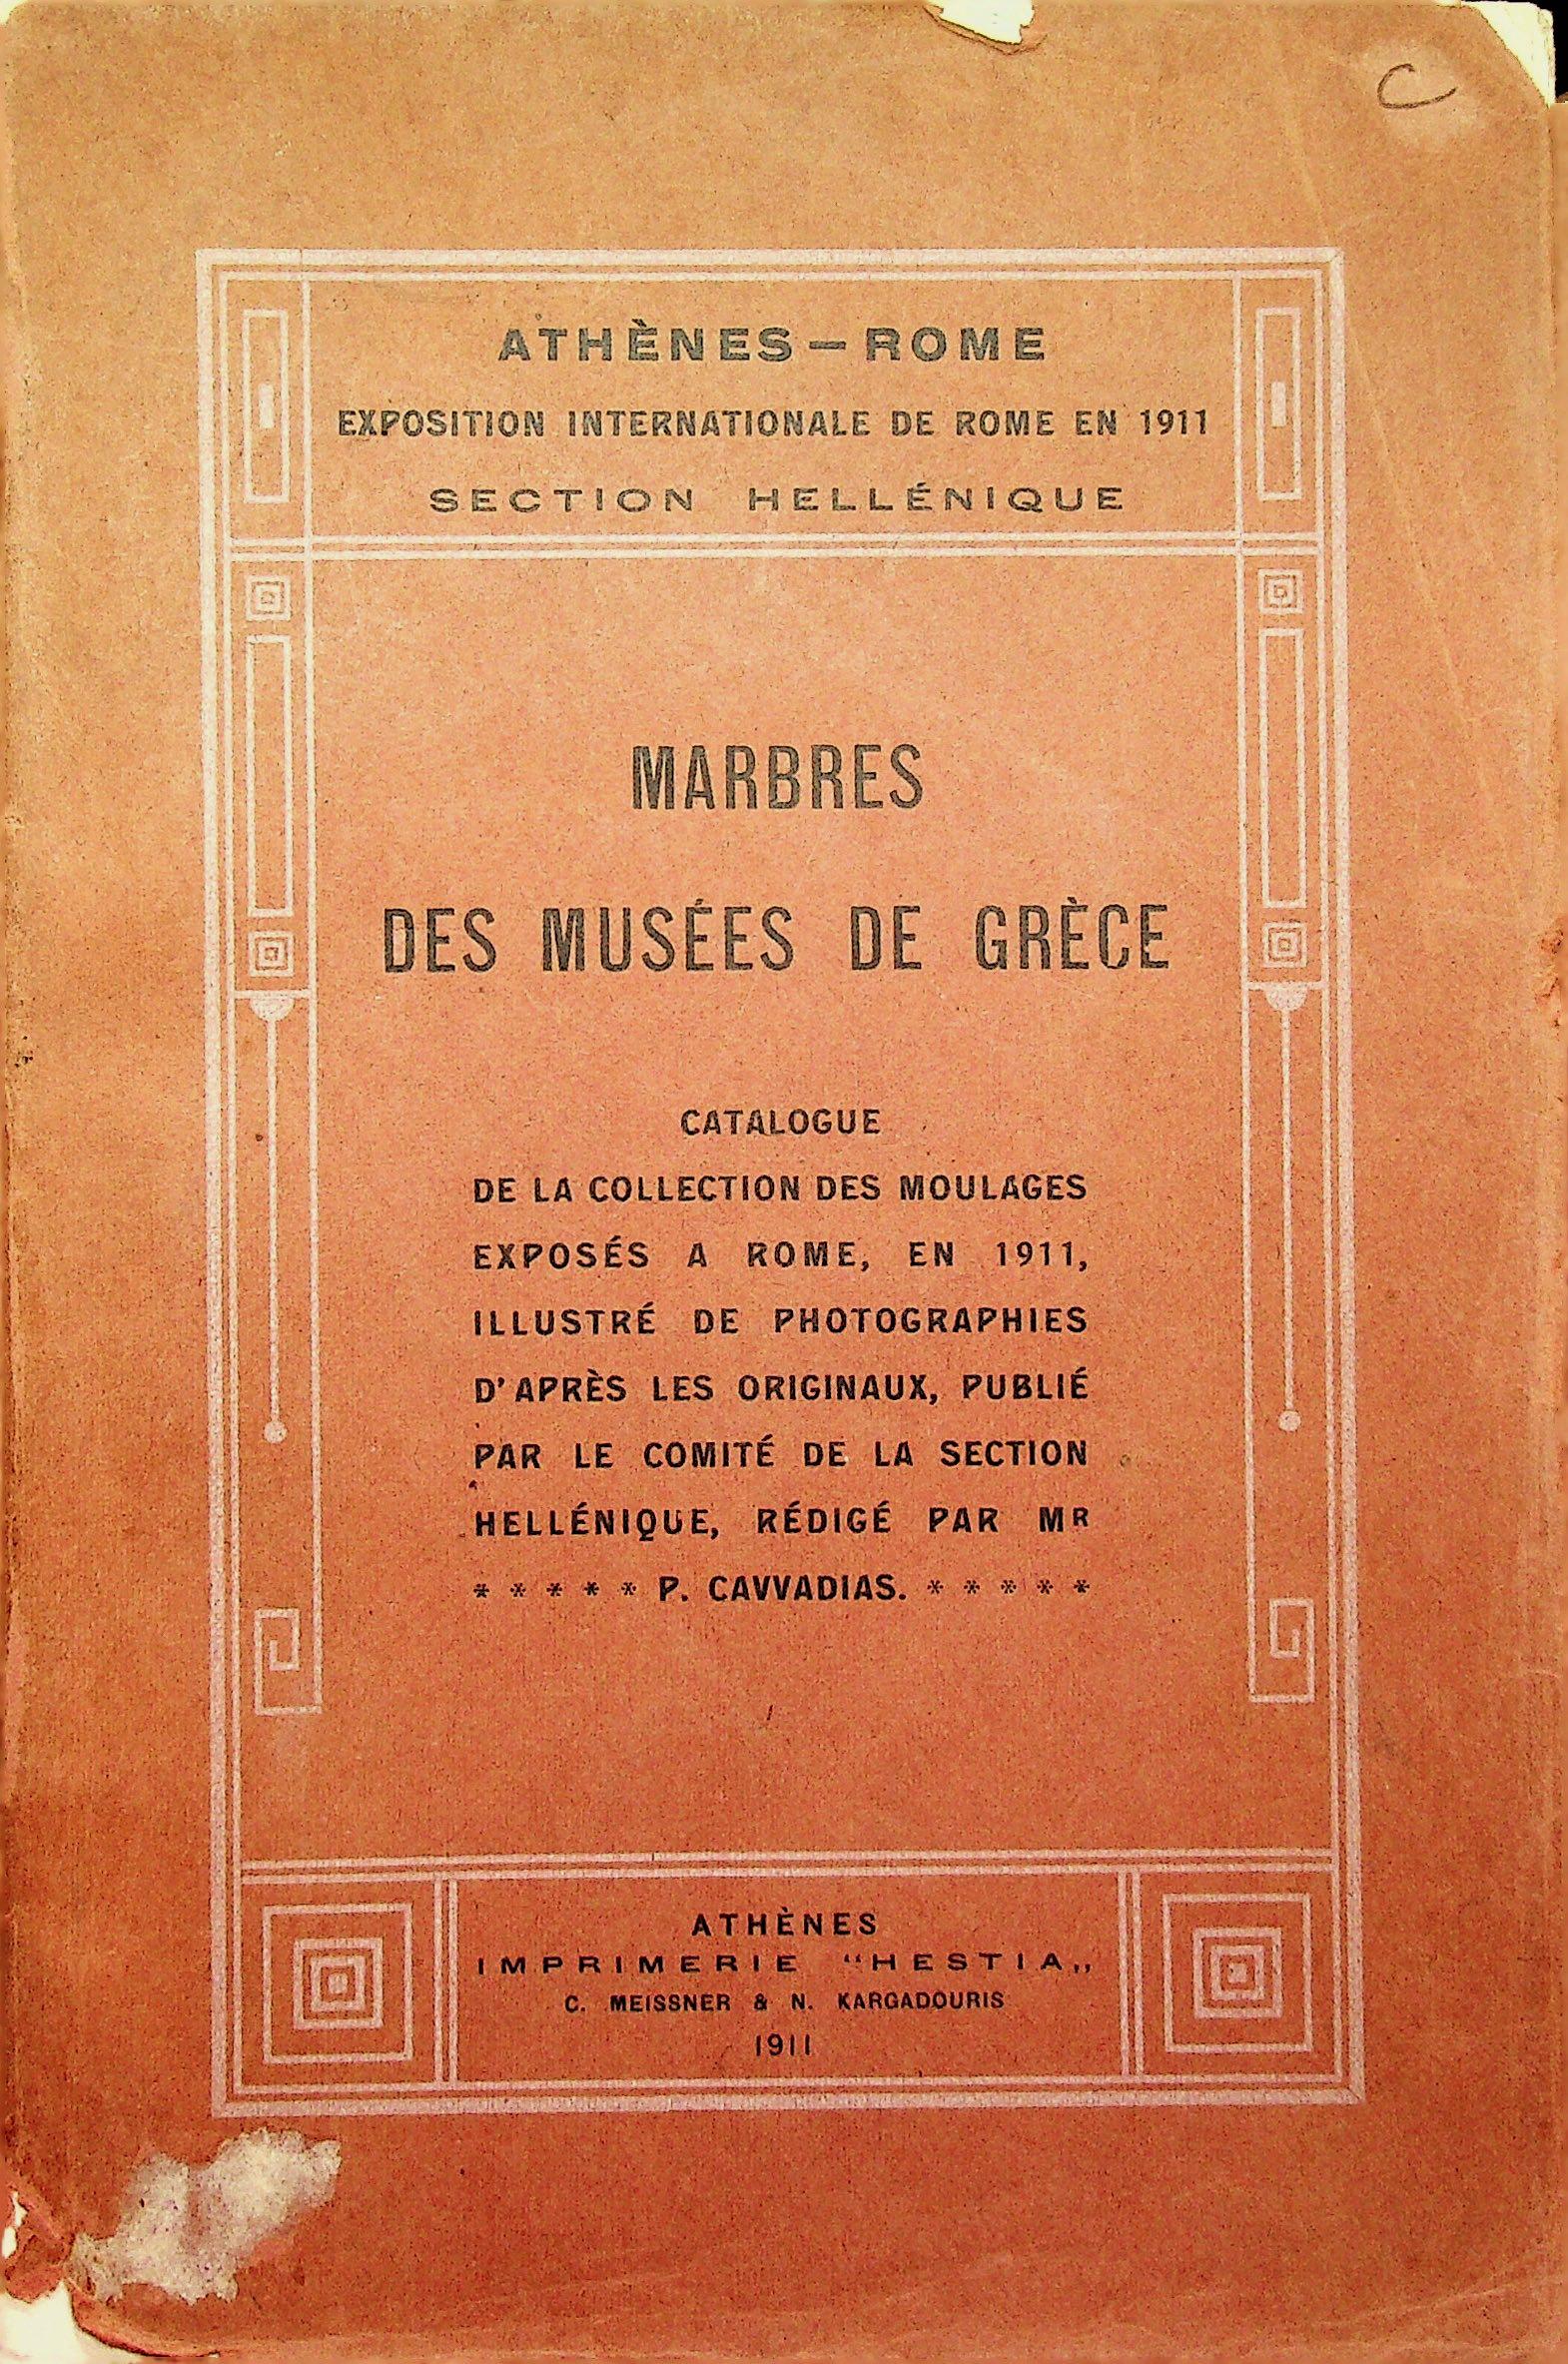 C
ATHÈNES — ROME
EXPOSITION INTERNATIONALE DE ROME EN 1911
SECTION HELLÉNIQUE
MARBRES
DES MUSÉES DE GRÈCE
CATALOGUE
DE LA COLLECTION DES MOULAGES
EXPOSÉS A ROME, EN 1911,
ILLUSTRÉ DE PHOTOGRAPHIES
D'APRÈS LES ORIGINAUX, PUBLIÉ
PAR LE COMITÉ DE LA SECTION
HELLÉNIQUE, RÉDIGÉ PAR MR
* * * * * P. CAVVADIAS. * * * * *
ATHÈNES
IMPRIMERIE “HESTIA„
C. MEISSNER & N. KARGADOURIS
1911